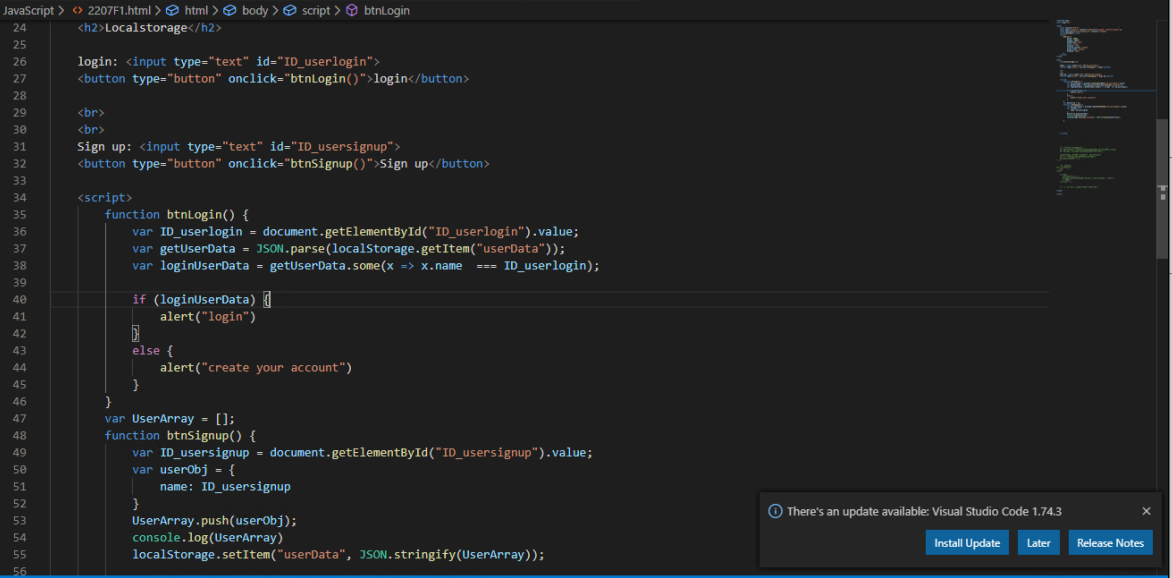 JavaScript > 2207F1.html > html > body > script > btnLogin
24 <h2>Localstorage</h2>
25
26 login: <input type="text" id="ID_userlogin">
27 <button type="button" onclick="btnLogin()">login</button>
28
29 <br>
30 <br>
31 Sign up: <input type="text" id="ID_usersignup">
32 <button type="button" onclick="btnSignup()">Sign up</button>
33
34 <script>
35 function btnLogin() {
36 var ID_userlogin = document.getElementById("ID_userlogin").value;
37 var getUserData = JSON.parse(localStorage.getItem("userData"));
38 var loginUserData = getUserData.some(x => x.name  === ID_userlogin);
39
40 if (loginUserData) {
41 alert("login")
42 }
43 else {
44 alert("create your account")
45 }
46 }
47 var UserArray = [];
48 function btnSignup() {
49 var ID_usersignup = document.getElementById("ID_usersignup").value;
50 var userObj = {
51 name: ID_usersignup
52 }
53 UserArray.push(userObj);
54 console.log(UserArray)
55 localStorage.setItem("userData", JSON.stringify(UserArray));
56
There's an update available: Visual Studio Code 1.74.3
Install Update Later Release Notes